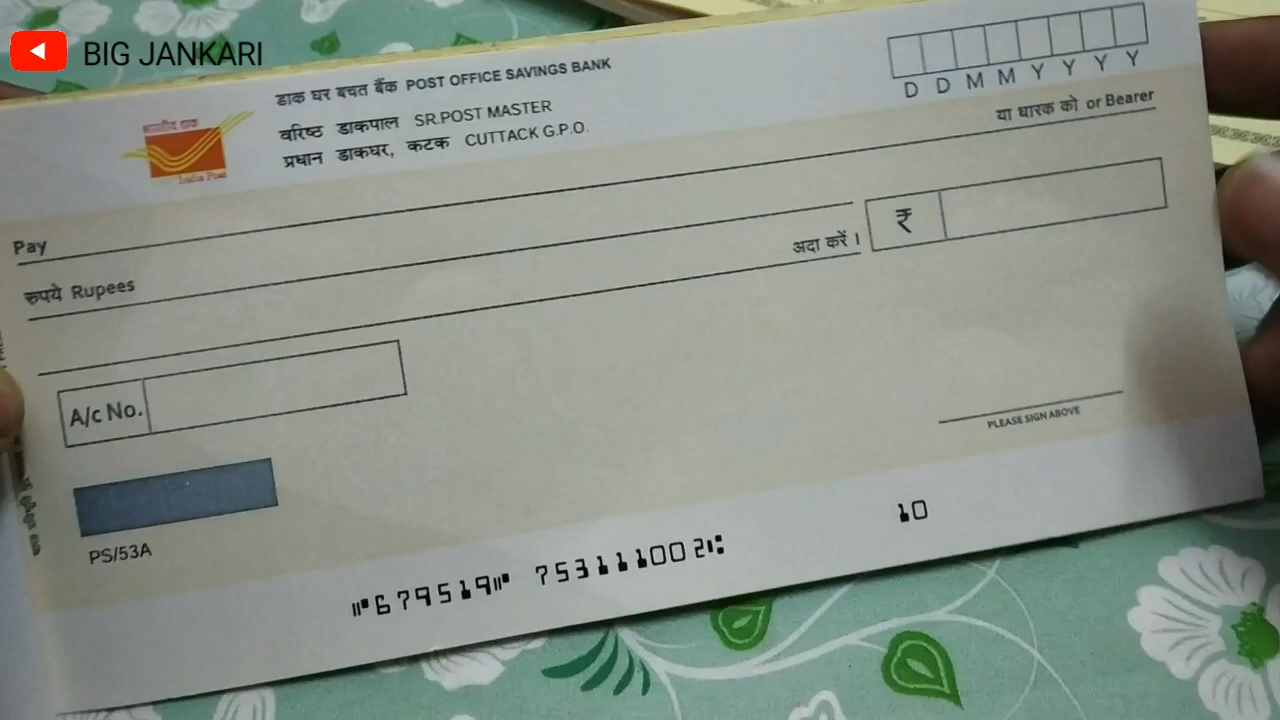 BIG JANKARI
डाक घर बचत बैंक POST OFFICE SAVINGS BANK
वरिष्ठ डाकपाल SR.POST MASTER
प्रधान डाकघर, कटक CUTTACK G.P.O.
भारतीय डाक
India Post
D D M M Y Y Y Y
या धारक को or Bearer
Pay
रुपये Rupees
अदा करें ।
₹
A/c No.
PLEASE SIGN ABOVE
PS/53A
⑈679519⑈ 753111002⑆ 10